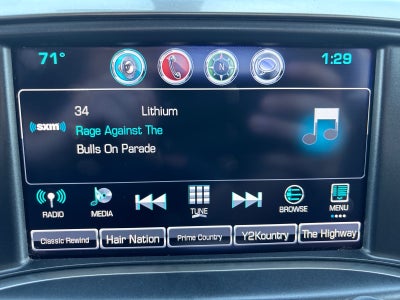 71°
N
1:29
34 Lithium
((sxm))
Rage Against The
Bulls On Parade
RADIO
MEDIA
TUNE
BROWSE
MENU
Classic Rewind
Hair Nation
Prime Country
Y2Kountry
The Highway